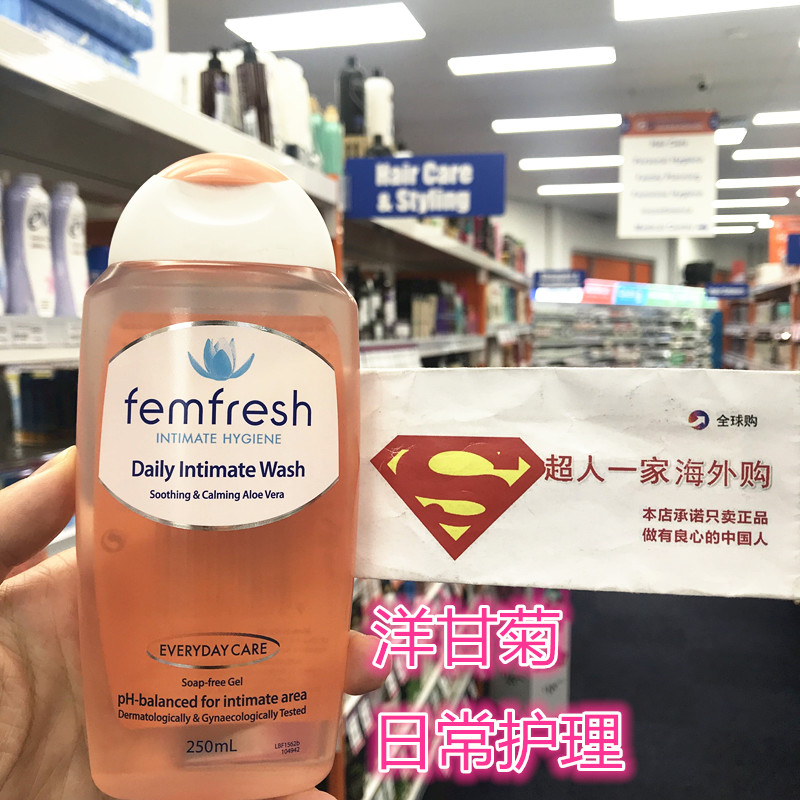 Hair Care
& Styling
femfresh
INTIMATE HYGIENE
Daily Intimate Wash
Soothing & Calming Aloe Vera
EVERYDAY CARE
Soap-free Gel
pH-balanced for intimate area
Dermatologically & Gynaecologically Tested
250mL
LBF1562b
104942
全球购
S
超人一家海外购
本店承诺只卖正品
做有良心的中国人
洋甘菊
日常护理